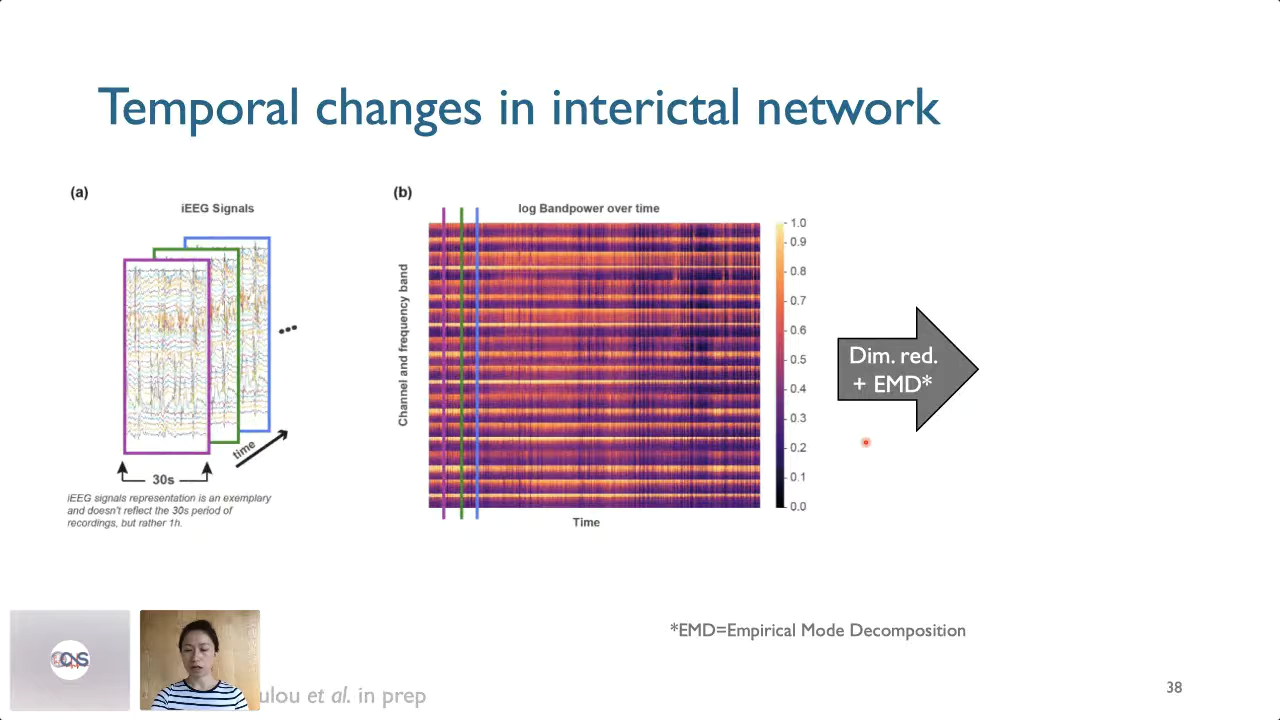 Temporal changes in interictal network
(a)
iEEG Signals
time
30s
iEEG signals representation is an exemplary
and doesn't reflect the 30s period of
recordings, but rather 1h.
(b)
log Bandpower over time
Channel and frequency band
Time
1.0
0.9
0.8
0.7
0.6
0.5
0.4
0.3
0.2
0.1
0.0
Dim. red.
+ EMD*
*EMD=Empirical Mode Decomposition
ulou et al. in prep
38